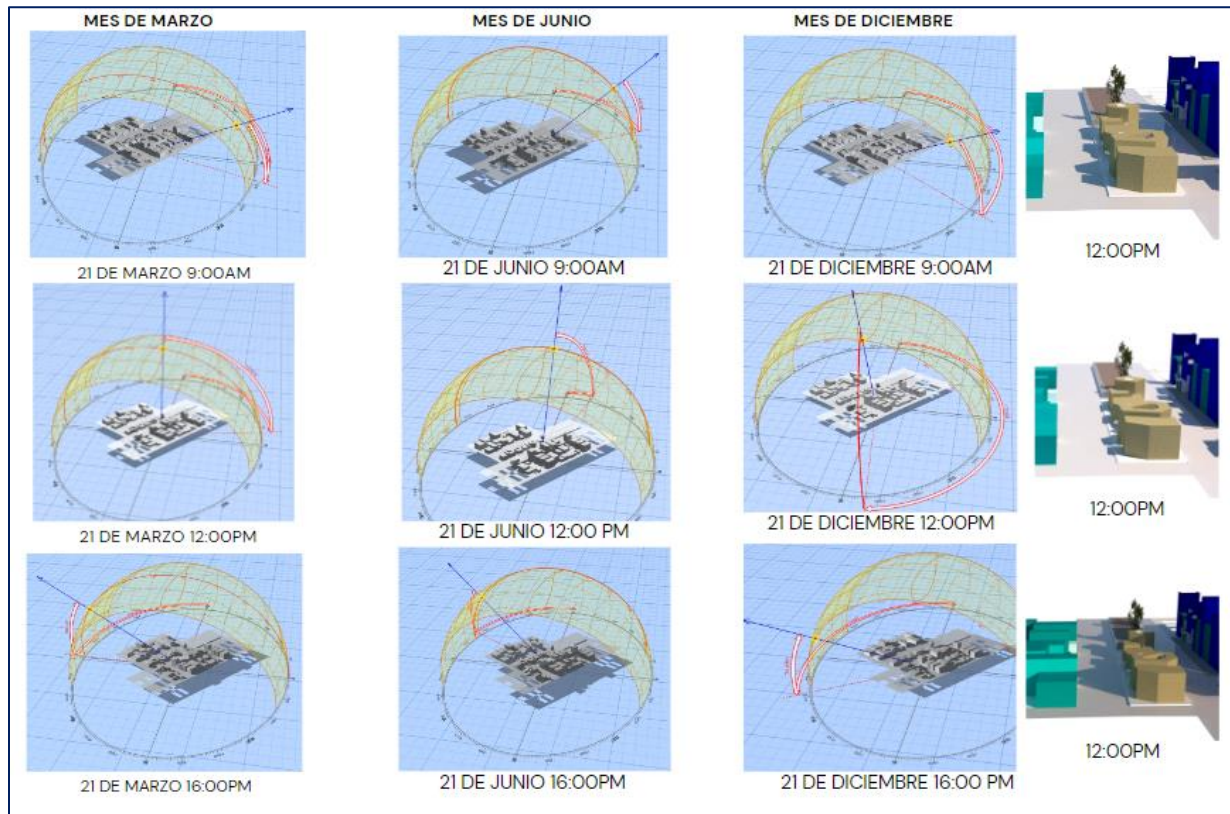 MES DE MARZO
MES DE JUNIO
MES DE DICIEMBRE
21 DE MARZO 9:00AM
21 DE JUNIO 9:00AM
21 DE DICIEMBRE 9:00AM
12:00PM
21 DE MARZO 12:00PM
21 DE JUNIO 12:00 PM
21 DE DICIEMBRE 12:00PM
12:00PM
21 DE MARZO 16:00PM
21 DE JUNIO 16:00PM
21 DE DICIEMBRE 16:00 PM
12:00PM